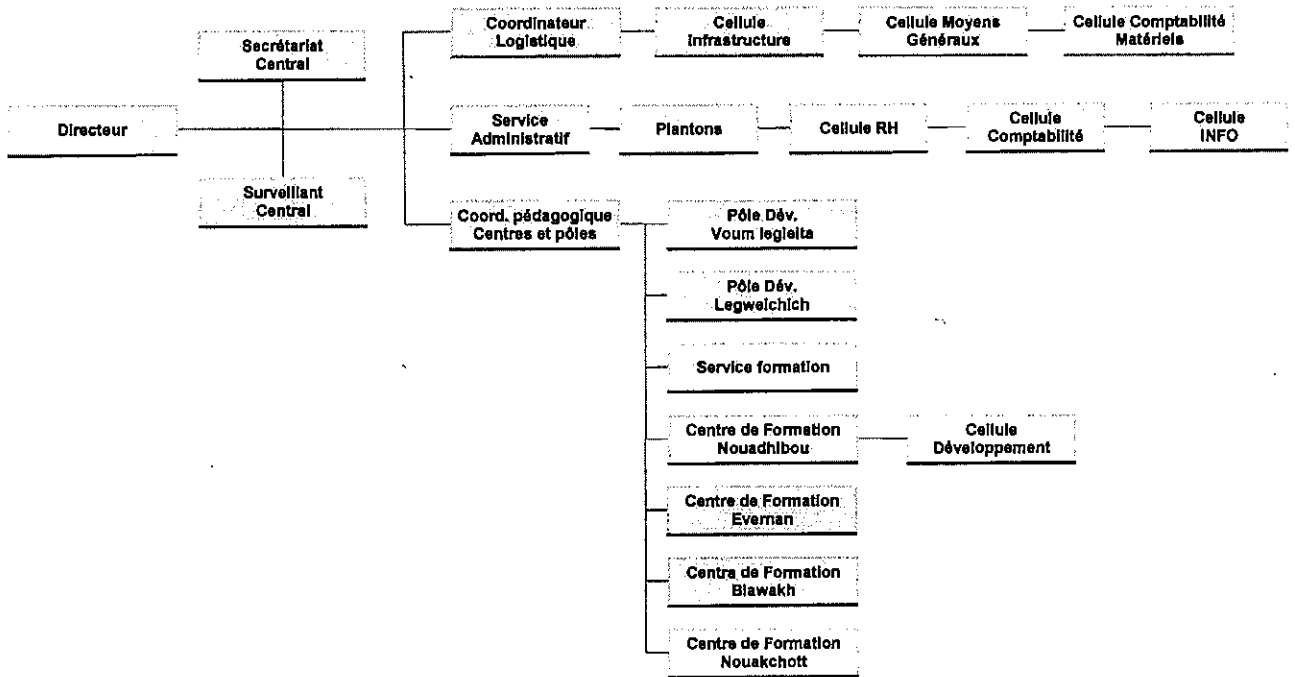 Coordinateur
Logistique
Cellule
Infrastructure
Cellule Moyens
Généraux
Cellule Comptabilité
Matériels
Secrétariat
Central
Directeur
Service
Administratif
Plantons
Cellule RH
Cellule
Comptabilité
Cellule
INFO
Surveillant
Central
Coord. pédagogique
Centres et pôles
Pôle Dév.
Voum legleita
Pôle Dév.
Legweichich
Service formation
Centre de Formation
Nouadhibou
Cellule
Développement
Centre de Formation
Evernan
Centre de Formation
Blawakh
Centre de Formation
Nouakchott